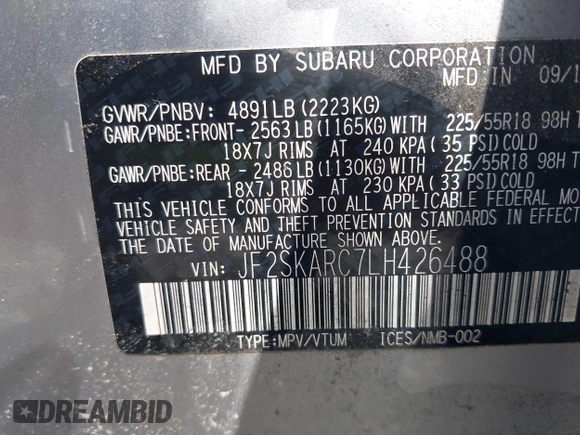 MFD BY SUBARU CORPORATION
MFD IN 09/1
GVWR/PNBV: 4891LB(2223KG)
GAWR/PNBE:FRONT- 2563LB(1165KG)WITH 225/55R18 98H T
18X7J RIMS AT 240 KPA( 35 PSI)COLD
GAWR/PNBE:REAR - 2486LB(1130KG)WITH 225/55R18 98H T
18X7J RIMS AT 230 KPA( 33 PSI)COLD
THIS VEHICLE CONFORMS TO ALL APPLICABLE FEDERAL MO
VEHICLE SAFETY AND THEFT PREVENTION STANDARDS IN EFFECT
THE DATE OF MANUFACTURE SHOWN ABOVE.
VIN: JF2SKARC7LH426488
TYPE:MPV/VTUM ICES/NMB-002
DREAMBID